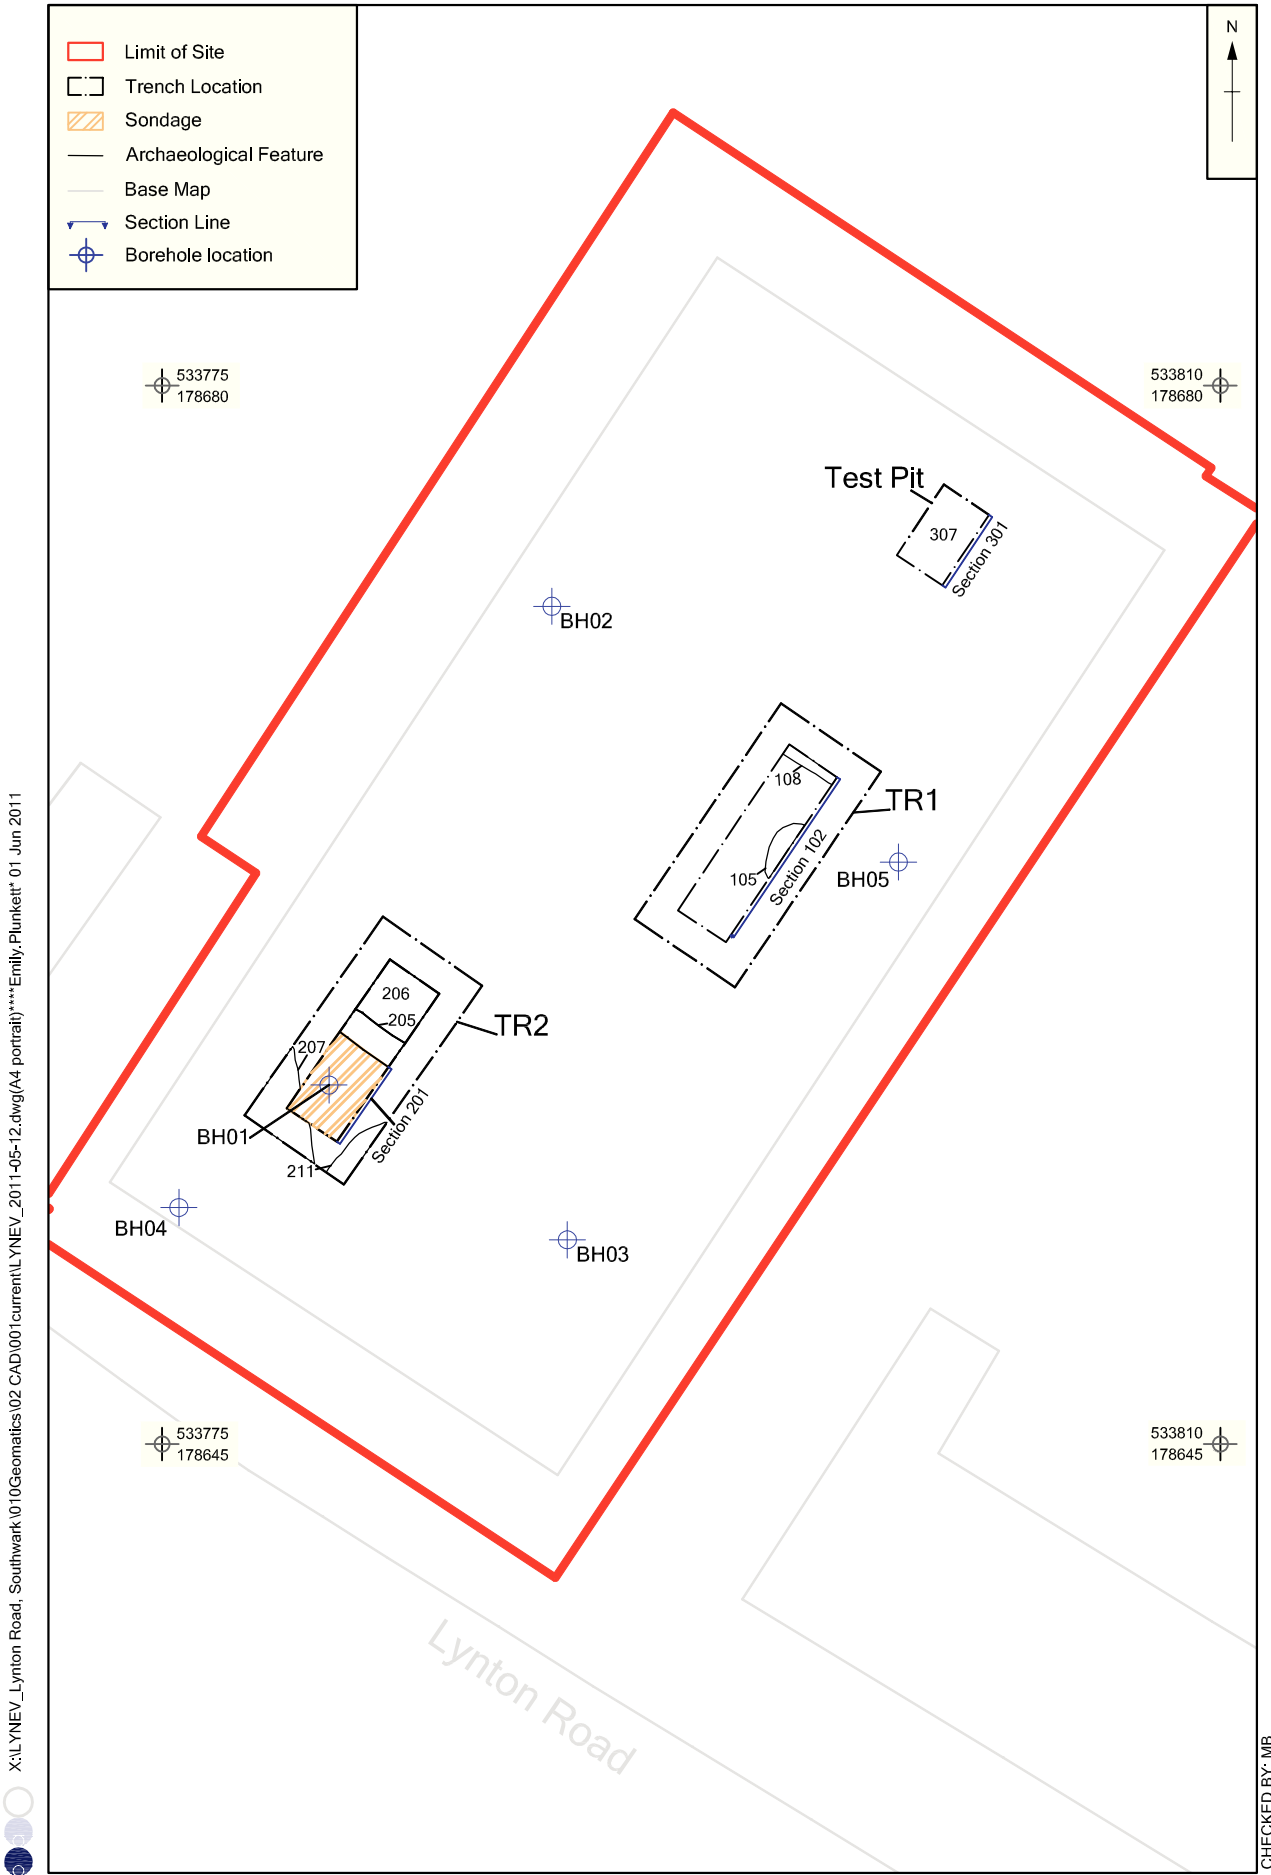 Limit of Site
Trench Location
Sondage
Archaeological Feature
Base Map
Section Line
Borehole location
N
533775
178680
533810
178680
Test Pit
307
Section 301
BH02
108
TR1
105
Section 102
BH05
206
205
TR2
207
BH01
Section 201
211
BH04
BH03
533775
178645
533810
178645
Lynton Road
X:\LYNEV_Lynton Road, Southwark\010Geomatics\02 CAD\001current\LYNEV_2011-05-12.dwg(A4 portrait)****Emily.Plunkett* 01 Jun 2011
CHECKED BY: MB